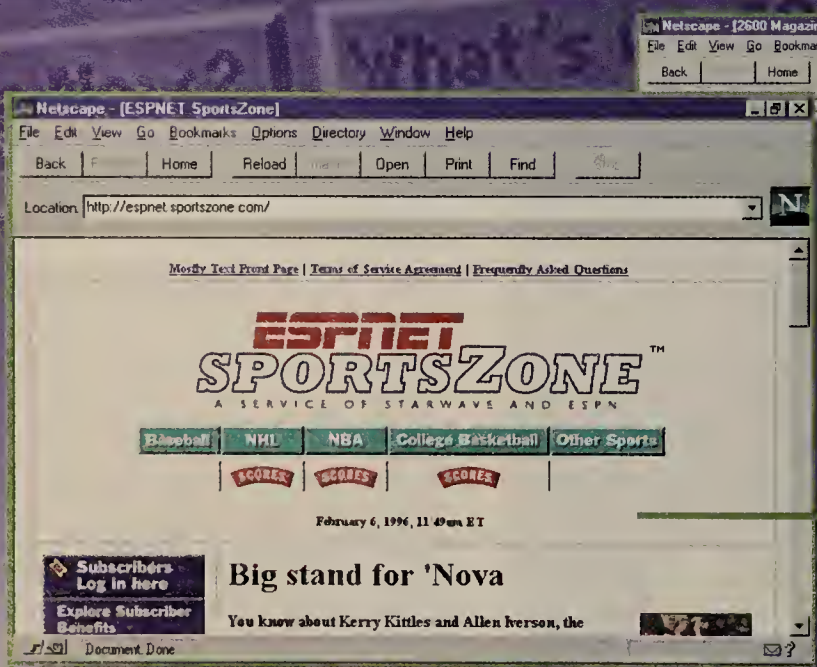 what's
Netscape - [2600 Magazin
File Edit View Go Bookmar
Back Home
Netscape - [ESPNET SportsZone]
File Edit View Go Bookmarks Options Directory Window Help
Back F Home Reload Open Print Find Stop
Location: http://espnet.sportszone.com/
N
Mostly Text Front Page | Terms of Service Agreement | Frequently Asked Questions
ESPNET
SPORTSZONE™
A SERVICE OF STARWAVE AND ESPN
Baseball NHL NBA College Basketball Other Sports
SCORES SCORES SCORES
February 6, 1996, 11:49am ET
Subscribers
Log in here
Explore Subscriber
Benefits
Big stand for 'Nova
You know about Kerry Kittles and Allen Iverson, the
Document: Done